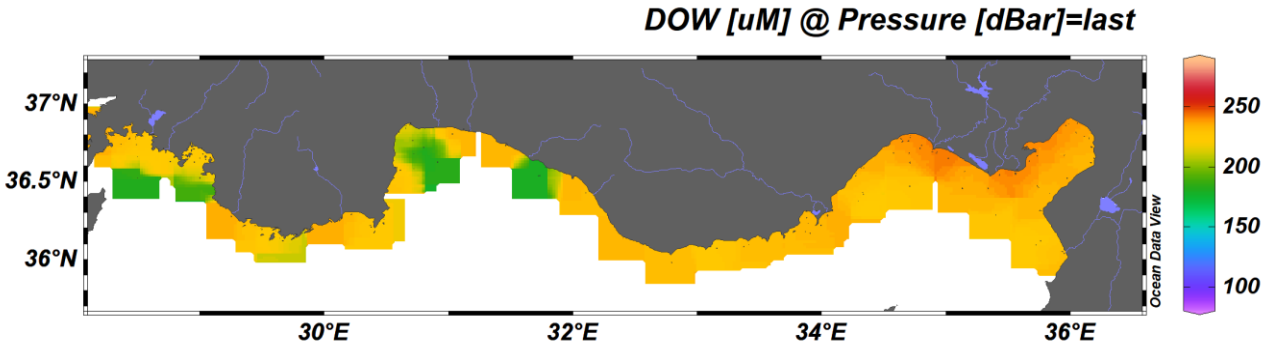 DOW [uM] @ Pressure [dBar]=last
37°N
36.5°N
36°N
30°E
32°E
34°E
36°E
Ocean Data View
250
200
150
100